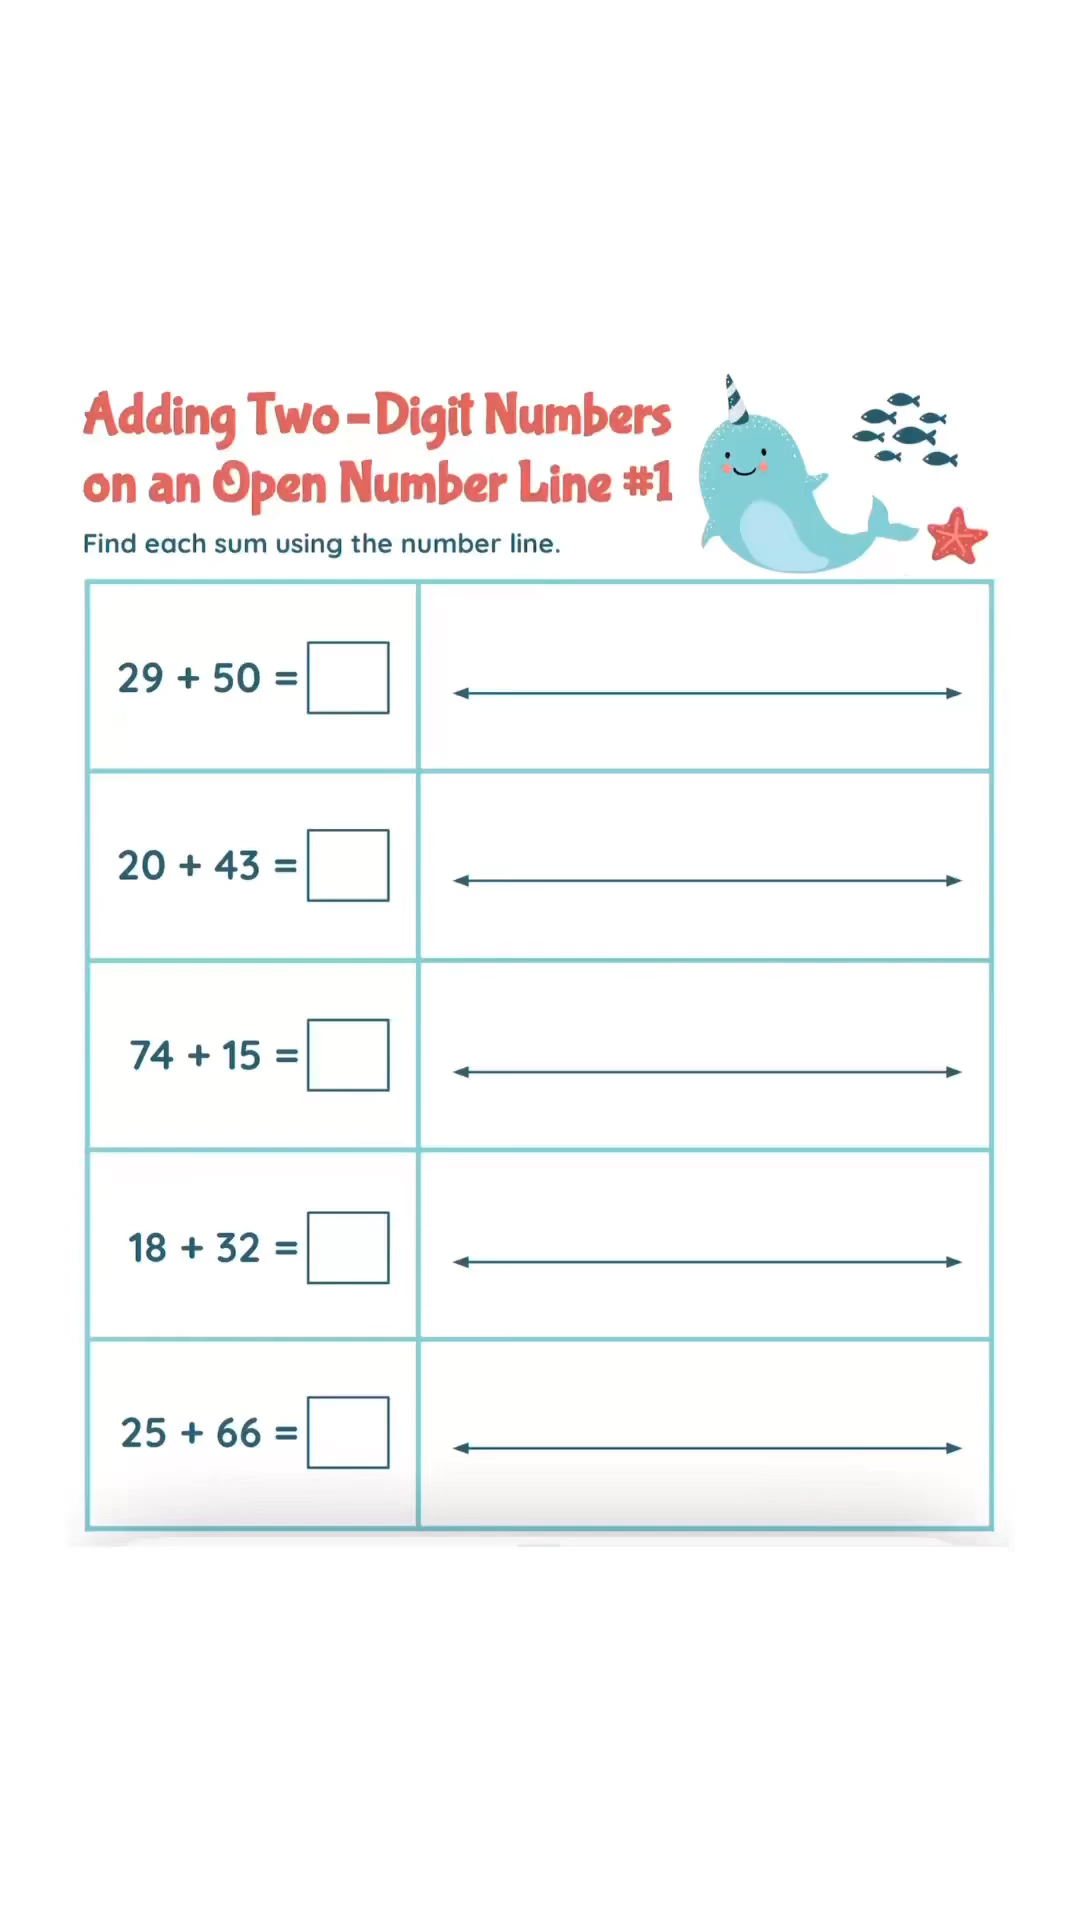 Adding Two-Digit Numbers
on an Open Number Line #1
Find each sum using the number line.
29 + 50 =
20 + 43 =
74 + 15 =
18 + 32 =
25 + 66 =